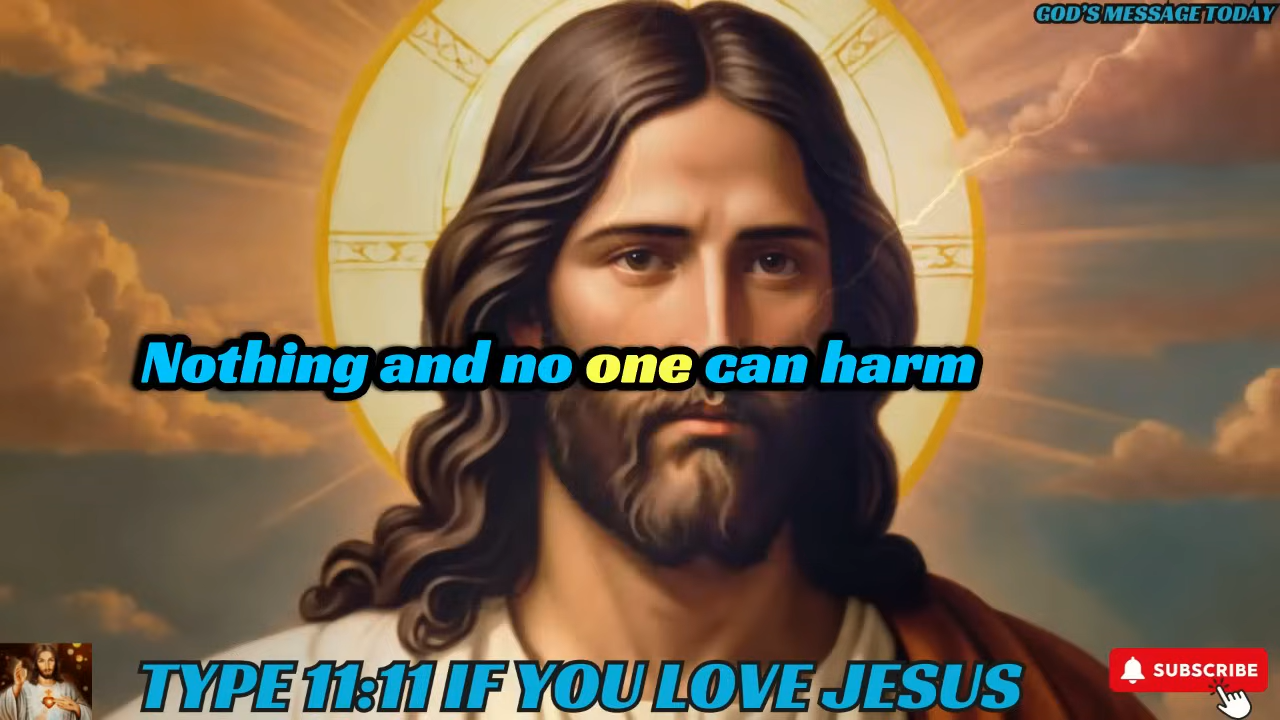 GOD'S MESSAGE TODAY
Nothing and no one can harm
TYPE 11:11 IF YOU LOVE JESUS
SUBSCRIBE